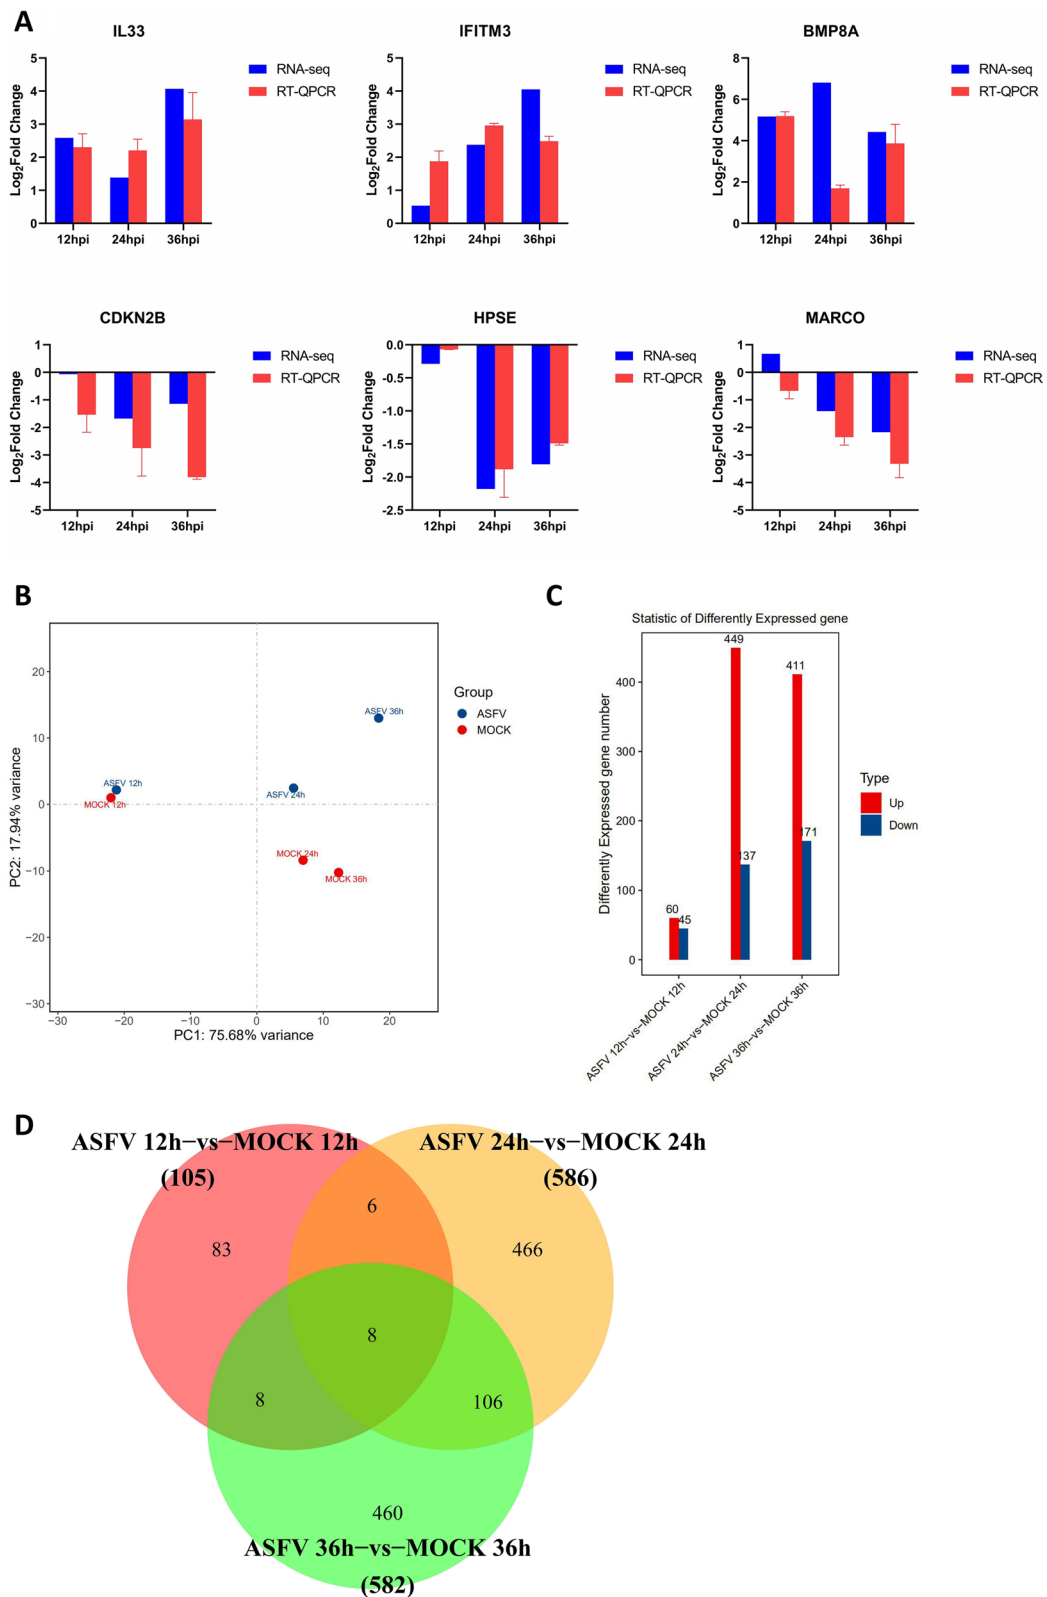 A
IL33
Log2Fold Change
5
4
3
2
1
0
12hpi 24hpi 36hpi
RNA-seq
RT-QPCR
IFITM3
Log2Fold Change
5
4
3
2
1
0
12hpi 24hpi 36hpi
RNA-seq
RT-QPCR
BMP8A
Log2Fold Change
8
6
4
2
0
12hpi 24hpi 36hpi
RNA-seq
RT-QPCR
CDKN2B
Log2Fold Change
1
0
-1
-2
-3
-4
-5
12hpi 24hpi 36hpi
RNA-seq
RT-QPCR
HPSE
Log2Fold Change
0.0
-0.5
-1.0
-1.5
-2.0
-2.5
12hpi 24hpi 36hpi
RNA-seq
RT-QPCR
MARCO
Log2Fold Change
1
0
-1
-2
-3
-4
-5
12hpi 24hpi 36hpi
RNA-seq
RT-QPCR
B
PC2: 17.94% variance
20
10
0
−10
−20
−30
ASFV 36h
ASFV 12h
MOCK 12h
ASFV 24h
MOCK 24h
MOCK 36h
−30 −20 −10 0 10 20
PC1: 75.68% variance
Group
ASFV
MOCK
C
Statistic of Differently Expressed gene
Differently Expressed gene number
400
300
200
100
0
60
45
449
137
411
171
ASFV 12h−vs−MOCK 12h
ASFV 24h−vs−MOCK 24h
ASFV 36h−vs−MOCK 36h
Type
Up
Down
D
ASFV 12h−vs−MOCK 12h
(105)
ASFV 24h−vs−MOCK 24h
(586)
6
83
466
8
8
106
460
ASFV 36h−vs−MOCK 36h
(582)